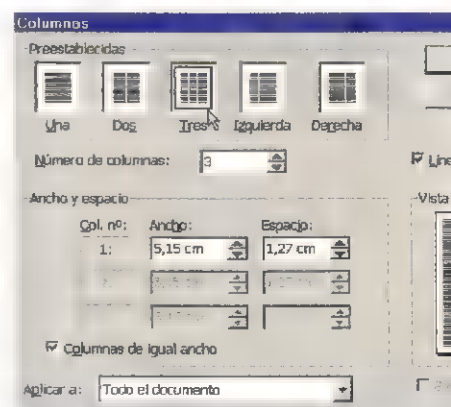 Columnas
Preestablecidas
Una Dos Tres Izquierda Derecha
Número de columnas: 3
Ancho y espacio
Vista
Col. nº: Ancho: Espacio:
1: 5,15 cm 1,27 cm
2:
Columnas de igual ancho
Aplicar a: Todo el documento